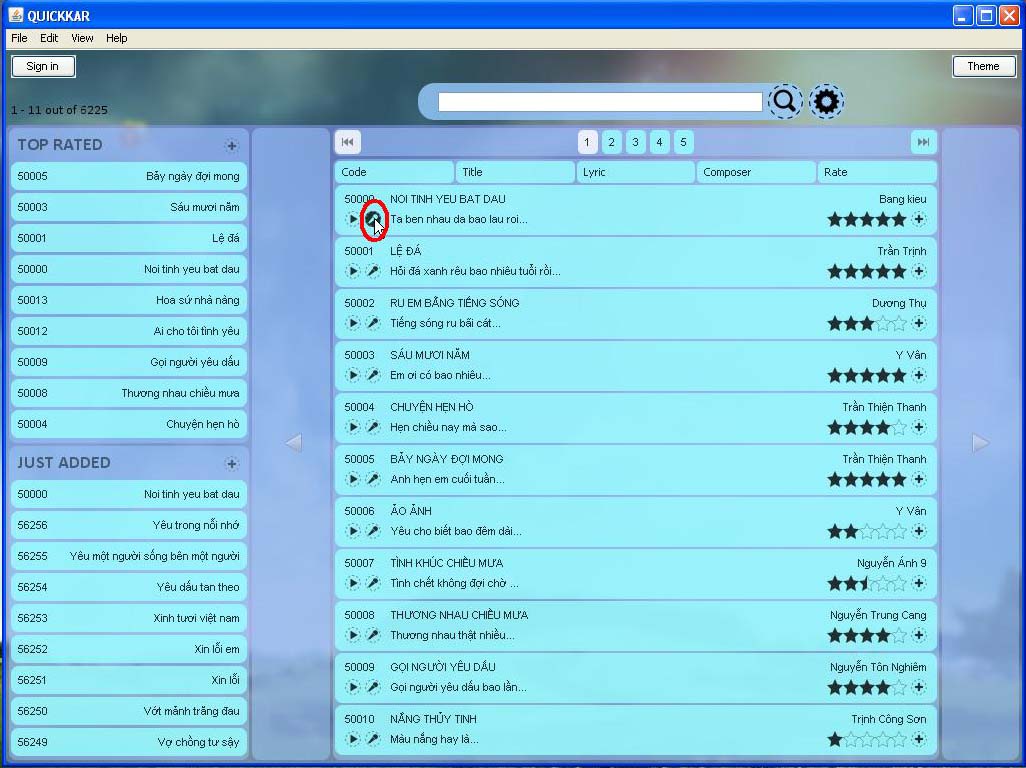 QUICKKAR
File Edit View Help
Sign in
Theme
1 - 11 out of 6225
TOP RATED
50005 Bảy ngày đợi mong
50003 Sáu mươi năm
50001 Lệ đá
50000 Noi tinh yeu bat dau
50013 Hoa sứ nhà nàng
50012 Ai cho tôi tình yêu
50009 Gọi người yêu dấu
50008 Thương nhau chiều mưa
50004 Chuyện hẹn hò
JUST ADDED
50000 Noi tinh yeu bat dau
56256 Yêu trong nỗi nhớ
56255 Yêu một người sống bên một người
56254 Yêu dấu tan theo
56253 Xinh tươi việt nam
56252 Xin lỗi em
56251 Xin lỗi
56250 Vớt mảnh trăng đau
56249 Vợ chồng tư sậy
1 2 3 4 5
Code Title Lyric Composer Rate
50000 NOI TINH YEU BAT DAU Bang kieu
Ta ben nhau da bao lau roi...
50001 LỆ ĐÁ Trần Trịnh
Hỏi đá xanh rêu bao nhiêu tuổi rồi...
50002 RU EM BẰNG TIẾNG SÓNG Dương Thụ
Tiếng sóng ru bãi cát...
50003 SÁU MƯƠI NĂM Y Vân
Em ơi có bao nhiêu...
50004 CHUYỆN HẸN HÒ Trần Thiện Thanh
Hẹn chiều nay mà sao...
50005 BẢY NGÀY ĐỢI MONG Trần Thiện Thanh
Anh hẹn em cuối tuần...
50006 ẢO ẢNH Y Vân
Yêu cho biết bao đêm dài...
50007 TÌNH KHÚC CHIỀU MƯA Nguyễn Ánh 9
Tình chết không đợi chờ ...
50008 THƯƠNG NHAU CHIỀU MƯA Nguyễn Trung Cang
Thương nhau thật nhiều...
50009 GỌI NGƯỜI YÊU DẤU Nguyễn Tôn Nghiêm
Gọi người yêu dấu bao lần...
50010 NẮNG THỦY TINH Trịnh Công Sơn
Màu nắng hay là...